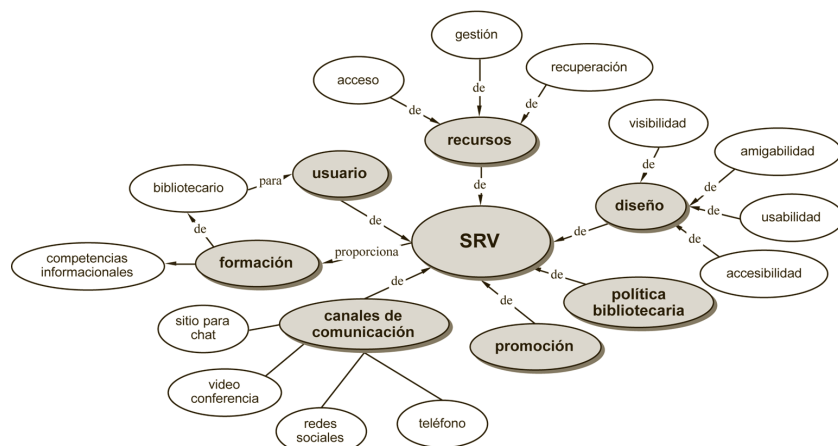 gestión
acceso
recuperación
de
de
de
recursos
visibilidad
amigabilidad
de
de
usuario
bibliotecario
para
de
diseño
de
usabilidad
de
de
de
SRV
de
proporciona
formación
competencias
informacionales
accesibilidad
de
de
política
bibliotecaria
canales de
comunicación
de
sitio para
chat
promoción
video
conferencia
redes
sociales
teléfono